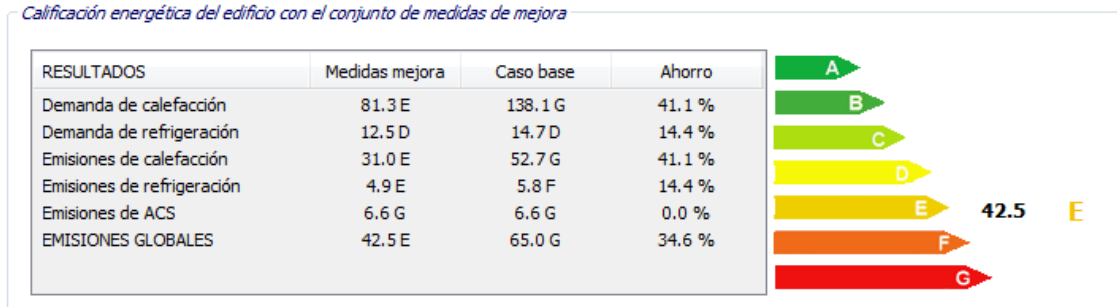 Calificación energética del edificio con el conjunto de medidas de mejora
RESULTADOS Medidas mejora Caso base Ahorro
Demanda de calefacción 81.3 E 138.1 G 41.1 %
Demanda de refrigeración 12.5 D 14.7 D 14.4 %
Emisiones de calefacción 31.0 E 52.7 G 41.1 %
Emisiones de refrigeración 4.9 E 5.8 F 14.4 %
Emisiones de ACS 6.6 G 6.6 G 0.0 %
EMISIONES GLOBALES 42.5 E 65.0 G 34.6 %
A
B
C
D
E 42.5 E
F
G